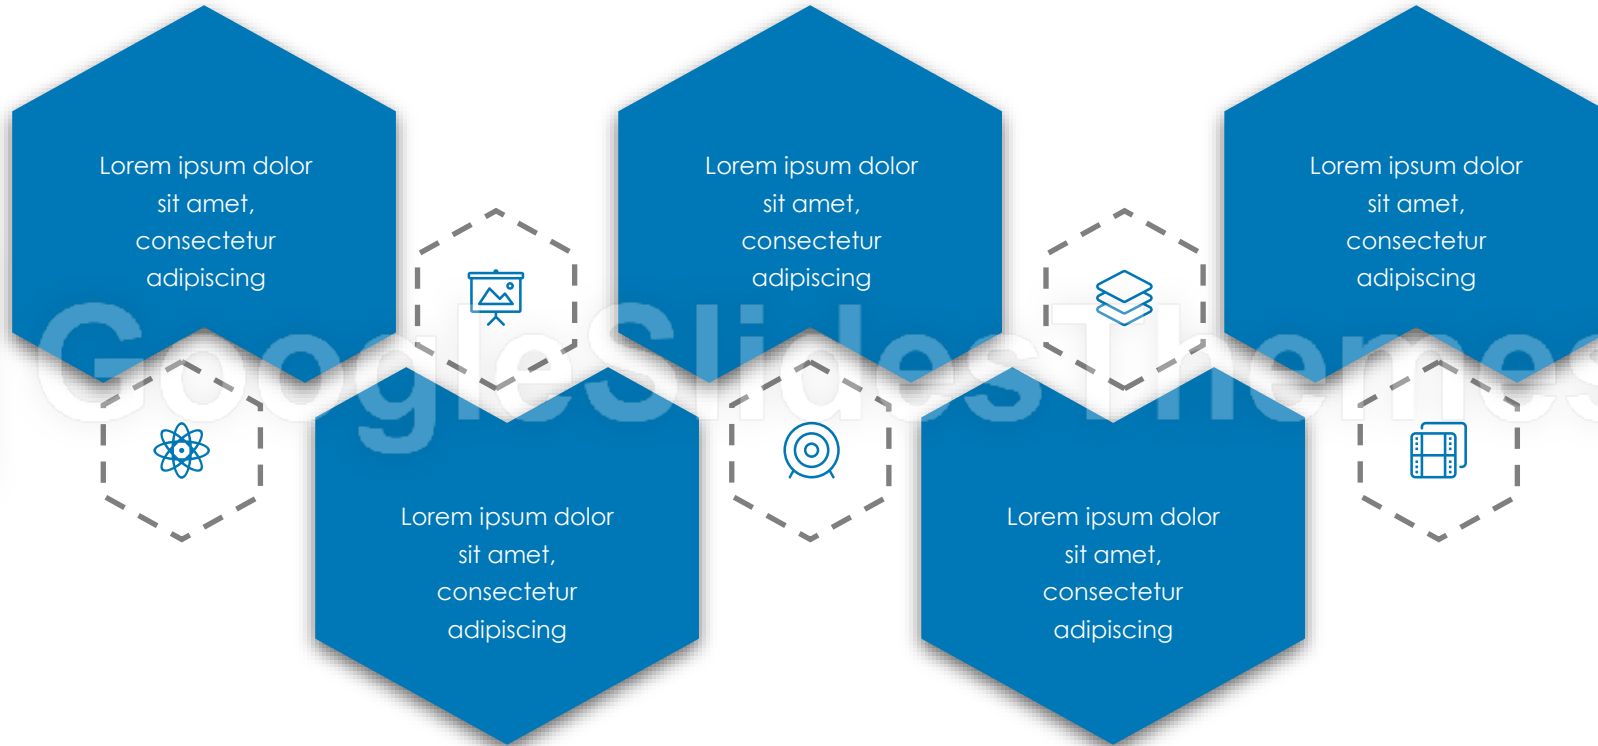 Lorem ipsum dolor
sit amet,
consectetur
adipiscing
Lorem ipsum dolor
sit amet,
consectetur
adipiscing
Lorem ipsum dolor
sit amet,
consectetur
adipiscing
GoogleSlidesThemes
Lorem ipsum dolor
sit amet,
consectetur
adipiscing
Lorem ipsum dolor
sit amet,
consectetur
adipiscing